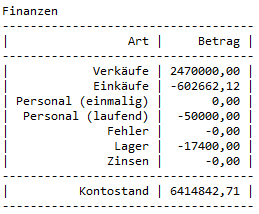 Finanzen
------------------------------------
|                  Art |    Betrag |
------------------------------------
|             Verkäufe | 2470000,00 |
|             Einkäufe | -602662,12 |
| Personal (einmalig) |       0,00 |
|  Personal (laufend) | -50000,00 |
|               Fehler |      -0,00 |
|                Lager | -17400,00 |
|               Zinsen |      -0,00 |
------------------------------------
|           Kontostand | 6414842,71 |
------------------------------------